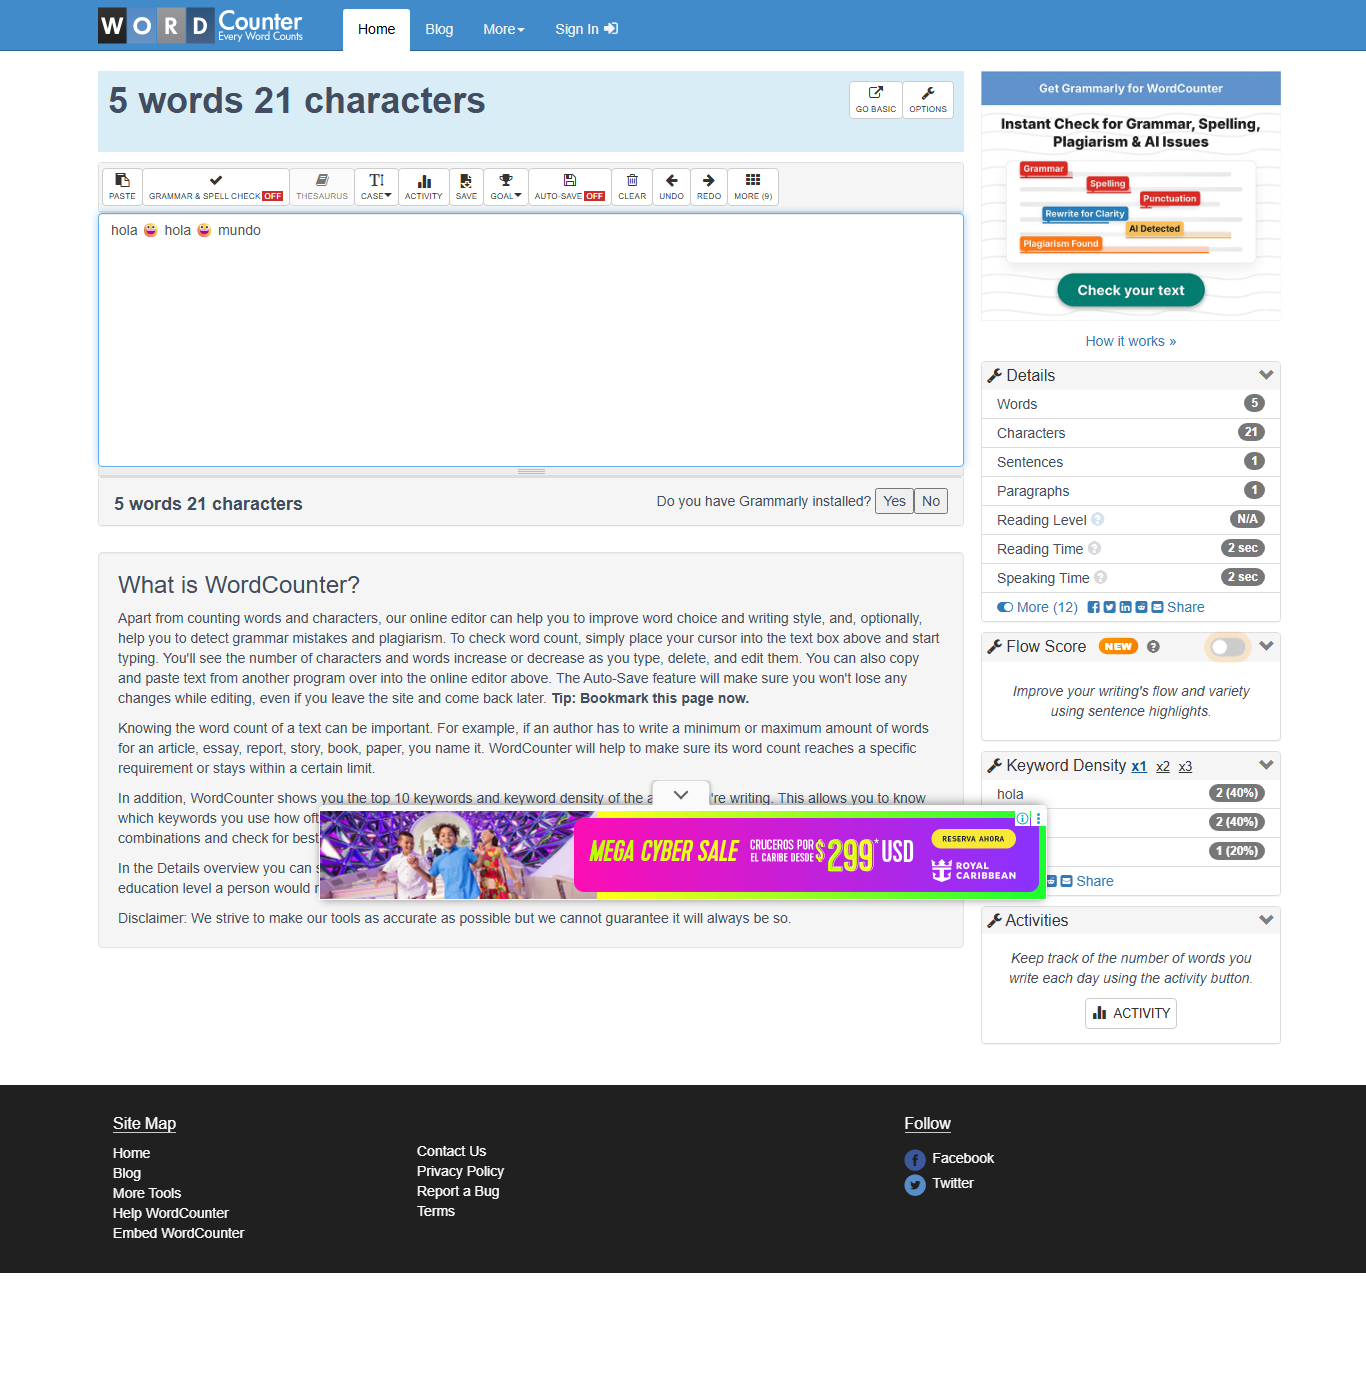 WORD Counter
Every Word Counts
Home Blog More Sign In
5 words 21 characters
GO BASIC OPTIONS
PASTE GRAMMAR & SPELL CHECK OFF THESAURUS CASE ACTIVITY SAVE GOAL AUTO-SAVE OFF CLEAR UNDO REDO MORE (9)
hola 😀 hola 😀 mundo
5 words 21 characters
Do you have Grammarly installed? Yes No
What is WordCounter?
Apart from counting words and characters, our online editor can help you to improve word choice and writing style, and, optionally,
help you to detect grammar mistakes and plagiarism. To check word count, simply place your cursor into the text box above and start
typing. You'll see the number of characters and words increase or decrease as you type, delete, and edit them. You can also copy
and paste text from another program over into the online editor above. The Auto-Save feature will make sure you won't lose any
changes while editing, even if you leave the site and come back later. Tip: Bookmark this page now.
Knowing the word count of a text can be important. For example, if an author has to write a minimum or maximum amount of words
for an article, essay, report, story, book, paper, you name it. WordCounter will help to make sure its word count reaches a specific
requirement or stays within a certain limit.
In addition, WordCounter shows you the top 10 keywords and keyword density of the a 're writing. This allows you to know
which keywords you use how oft
combinations and check for best
In the Details overview you can
education level a person would
Disclaimer: We strive to make our tools as accurate as possible but we cannot guarantee it will always be so.
MEGA CYBER SALE
CRUCEROS POR
EL CARIBE DESDE
$299* USD
RESERVA AHORA
ROYAL
CARIBBEAN
Get Grammarly for WordCounter
Instant Check for Grammar, Spelling,
Plagiarism & AI Issues
Grammar
Spelling
Punctuation
Rewrite for Clarity
AI Detected
Plagiarism Found
Check your text
How it works »
Details
Words 5
Characters 21
Sentences 1
Paragraphs 1
Reading Level N/A
Reading Time 2 sec
Speaking Time 2 sec
More (12) Share
Flow Score NEW
Improve your writing's flow and variety
using sentence highlights.
Keyword Density x1 x2 x3
hola 2 (40%)
2 (40%)
1 (20%)
Share
Activities
Keep track of the number of words you
write each day using the activity button.
ACTIVITY
Site Map
Home
Blog
More Tools
Help WordCounter
Embed WordCounter
Contact Us
Privacy Policy
Report a Bug
Terms
Follow
Facebook
Twitter